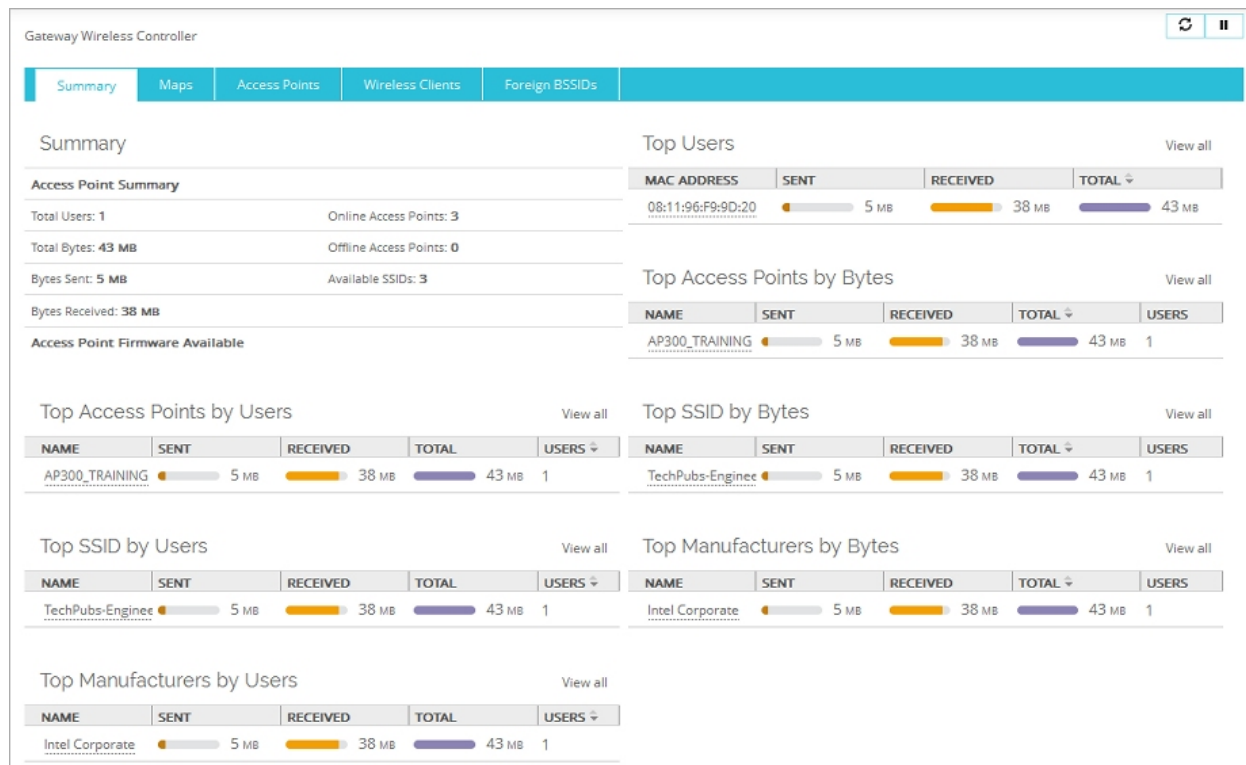 Gateway Wireless Controller
Summary Maps Access Points Wireless Clients Foreign BSSIDs
Summary
Access Point Summary
Total Users: 1 Online Access Points: 3
Total Bytes: 43 MB Offline Access Points: 0
Bytes Sent: 5 MB Available SSIDs: 3
Bytes Received: 38 MB
Access Point Firmware Available
Top Users View all
MAC ADDRESS SENT RECEIVED TOTAL
08:11:96:F9:9D:20 5 MB 38 MB 43 MB
Top Access Points by Bytes View all
NAME SENT RECEIVED TOTAL USERS
AP300_TRAINING 5 MB 38 MB 43 MB 1
Top Access Points by Users View all
NAME SENT RECEIVED TOTAL USERS
AP300_TRAINING 5 MB 38 MB 43 MB 1
Top SSID by Bytes View all
NAME SENT RECEIVED TOTAL USERS
TechPubs-Enginee 5 MB 38 MB 43 MB 1
Top SSID by Users View all
NAME SENT RECEIVED TOTAL USERS
TechPubs-Enginee 5 MB 38 MB 43 MB 1
Top Manufacturers by Bytes View all
NAME SENT RECEIVED TOTAL USERS
Intel Corporate 5 MB 38 MB 43 MB 1
Top Manufacturers by Users View all
NAME SENT RECEIVED TOTAL USERS
Intel Corporate 5 MB 38 MB 43 MB 1